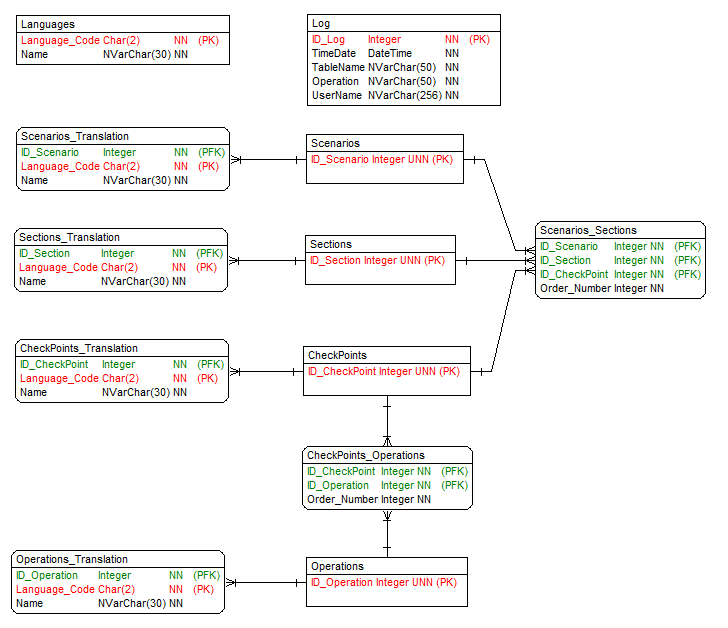 Languages
Language_Code Char(2) NN (PK)
Name NVarChar(30) NN
Log
ID_Log Integer NN (PK)
TimeDate DateTime NN
TableName NVarChar(50) NN
Operation NVarChar(50) NN
UserName NVarChar(256) NN
Scenarios_Translation
ID_Scenario Integer NN (PFK)
Language_Code Char(2) NN (PK)
Name NVarChar(30) NN
Scenarios
ID_Scenario Integer UNN (PK)
Sections_Translation
ID_Section Integer NN (PFK)
Language_Code Char(2) NN (PK)
Name NVarChar(30) NN
Sections
ID_Section Integer UNN (PK)
Scenarios_Sections
ID_Scenario Integer NN (PFK)
ID_Section Integer NN (PFK)
ID_CheckPoint Integer NN (PFK)
Order_Number Integer NN
CheckPoints_Translation
ID_CheckPoint Integer NN (PFK)
Language_Code Char(2) NN (PK)
Name NVarChar(30) NN
CheckPoints
ID_CheckPoint Integer UNN (PK)
CheckPoints_Operations
ID_CheckPoint Integer NN (PFK)
ID_Operation Integer NN (PFK)
Order_Number Integer NN
Operations_Translation
ID_Operation Integer NN (PFK)
Language_Code Char(2) NN (PK)
Name NVarChar(30) NN
Operations
ID_Operation Integer UNN (PK)